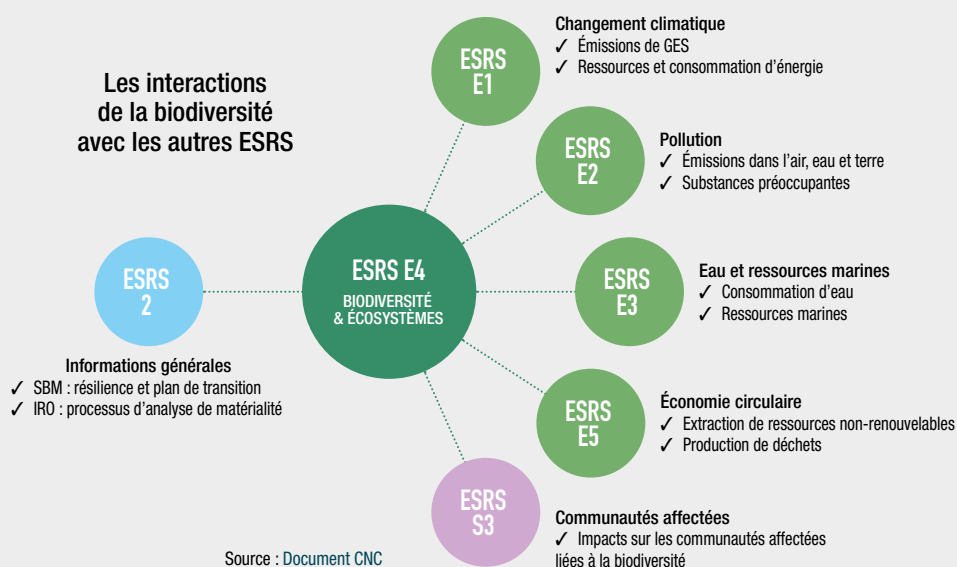 Les interactions
de la biodiversité
avec les autres ESRS
ESRS
E1
Changement climatique
✓ Émissions de GES
✓ Ressources et consommation d'énergie
ESRS
E2
Pollution
✓ Émissions dans l'air, eau et terre
✓ Substances préoccupantes
ESRS
2
Informations générales
✓ SBM : résilience et plan de transition
✓ IRO : processus d'analyse de matérialité
ESRS E4
BIODIVERSITÉ
& ÉCOSYSTÈMES
ESRS
E3
Eau et ressources marines
✓ Consommation d'eau
✓ Ressources marines
ESRS
E5
Économie circulaire
✓ Extraction de ressources non-renouvelables
✓ Production de déchets
ESRS
S3
Communautés affectées
✓ Impacts sur les communautés affectées
liées à la biodiversité
Source : Document CNC